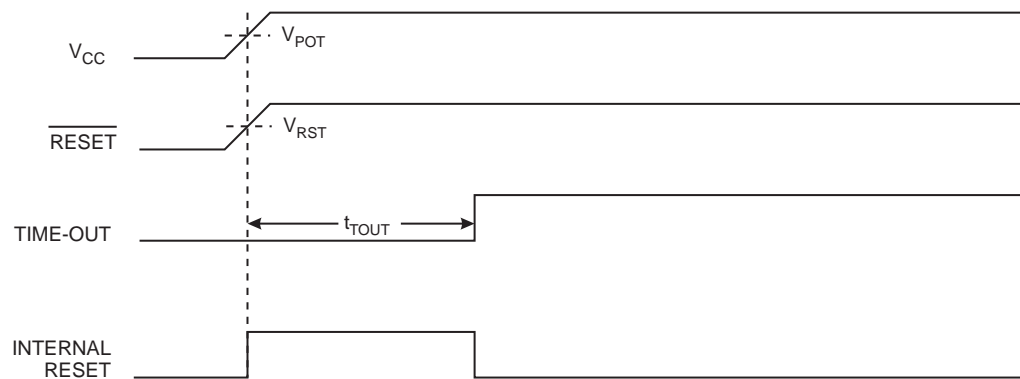 V_CC
V_POT
RESET
V_RST
TIME-OUT
t_TOUT
INTERNAL
RESET